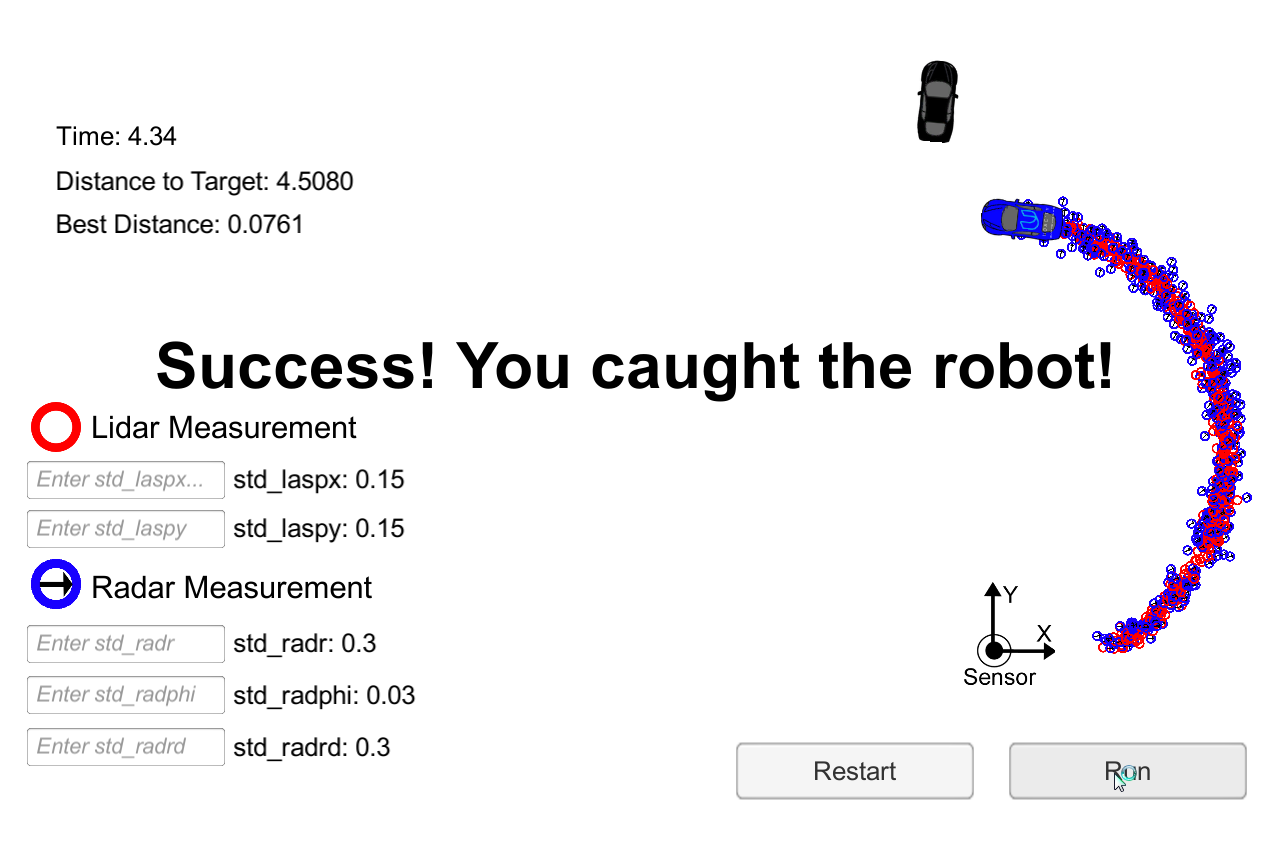 Time: 4.34
Distance to Target: 4.5080
Best Distance: 0.0761
Success! You caught the robot!
Lidar Measurement
Enter std_laspx... std_laspx: 0.15
Enter std_laspy std_laspy: 0.15
Radar Measurement
Y
X
Sensor
Enter std_radr std_radr: 0.3
Enter std_radphi std_radphi: 0.03
Enter std_radrd std_radrd: 0.3
Restart Run